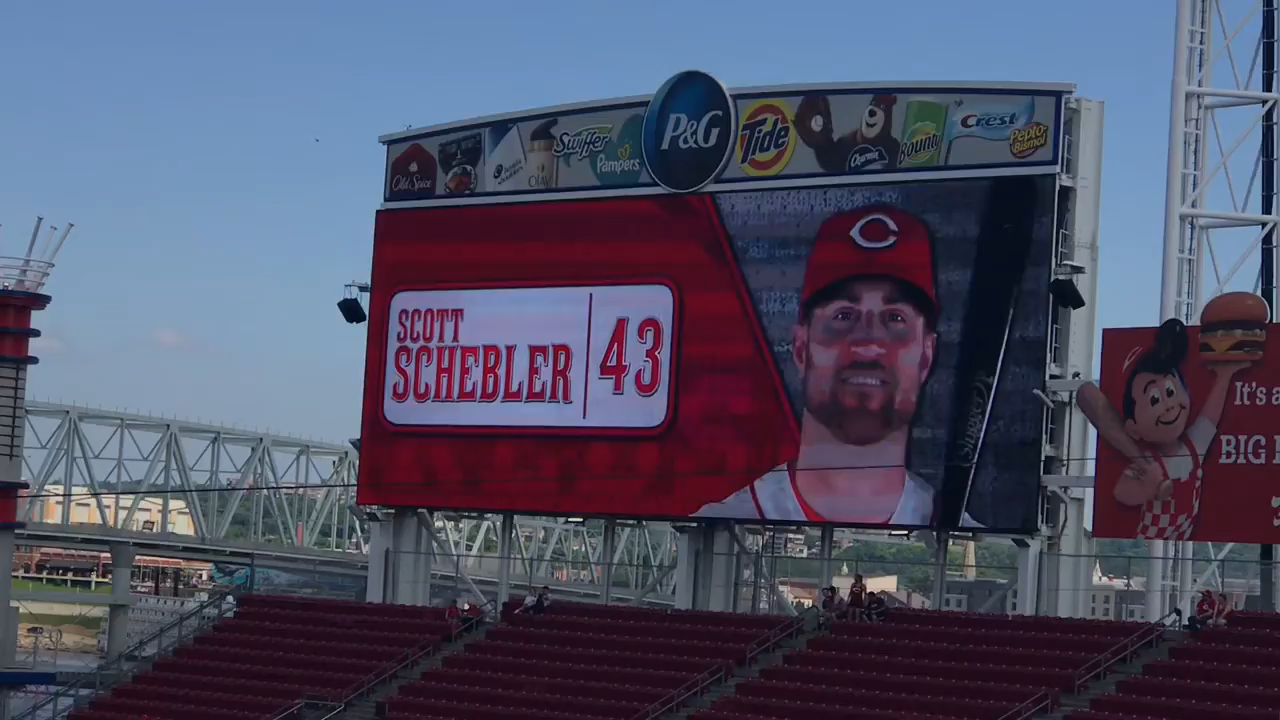 Old Spice
OLAY
Swiffer
Pampers
P&G
Tide
Charmin
Bounty
Crest
Pepto-
Bismol
SCOTT
SCHEBLER
43
It's a
BIG